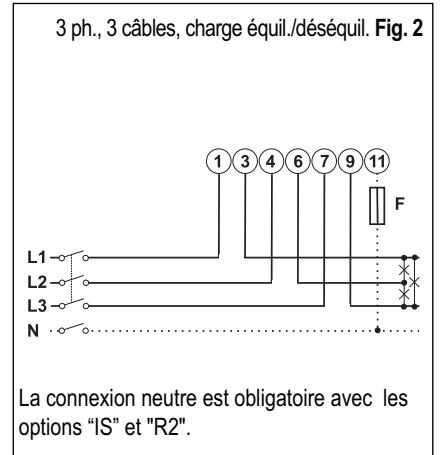 3 ph., 3 câbles, charge équil./déséquil. Fig. 2
1 3 4 6 7 9 11
F
L1
L2
L3
N
La connexion neutre est obligatoire avec les
options “IS” et "R2".